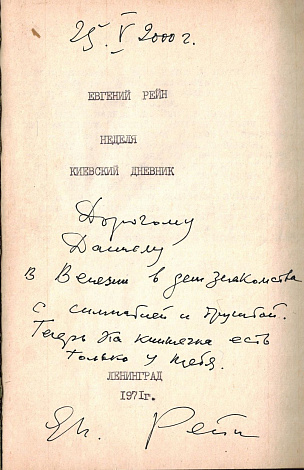 25. V 2000 г.
ЕВГЕНИЙ РЕЙН
НЕДЕЛЯ
КИЕВСКИЙ ДНЕВНИК
Дорогому
Даниелу
в Венеции в день знакомства
с симпатией и дружбой.
Теперь эта книжечка есть
только у тебя.
ЛЕНИНГРАД
1971г.
Ев. Рейн